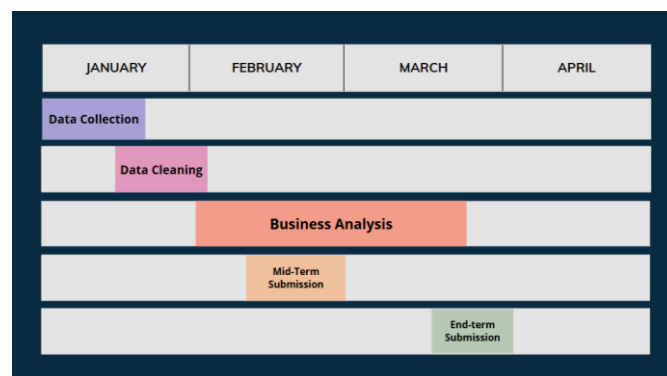 JANUARY FEBRUARY MARCH APRIL
Data Collection
Data Cleaning
Business Analysis
Mid-Term
Submission
End-term
Submission